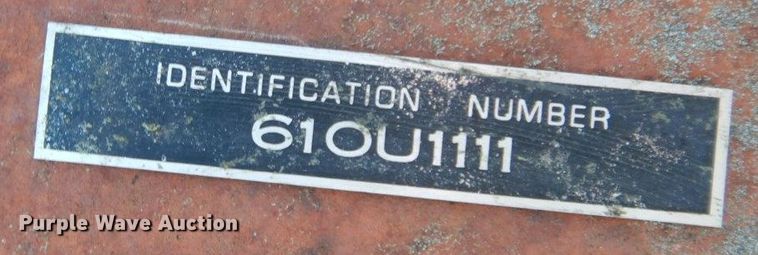 IDENTIFICATION NUMBER
610U1111
Purple Wave Auction